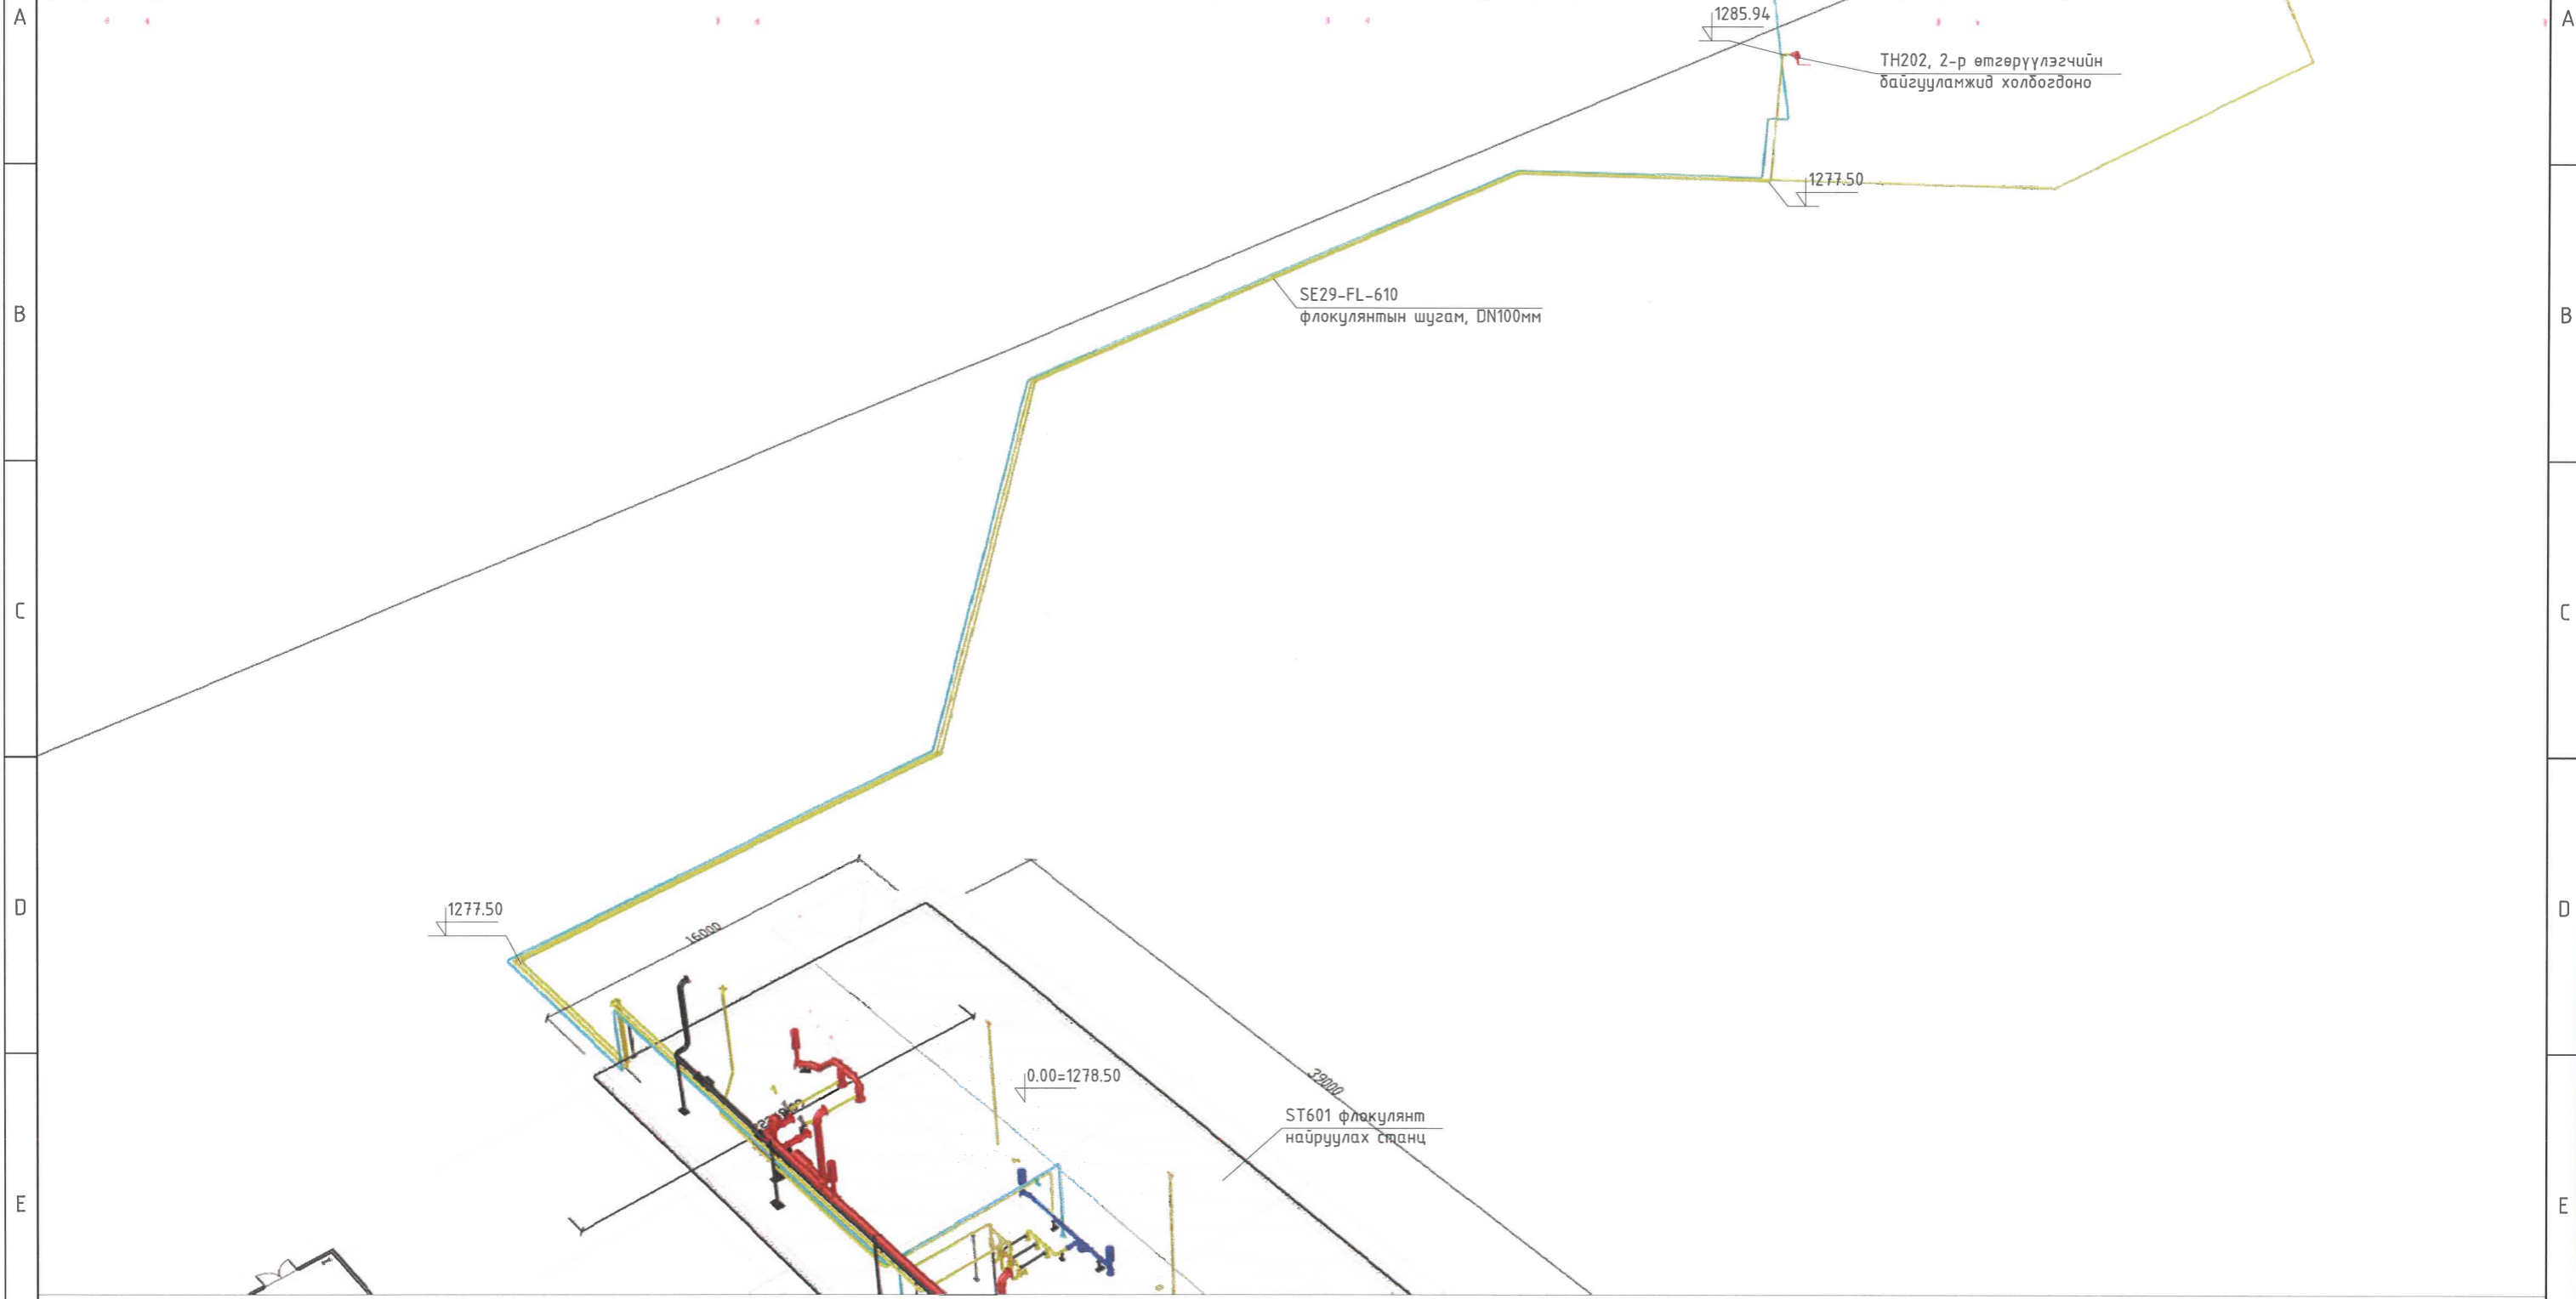 A
A
1285.94
TH202, 2-р өтгөрүүлэгчийн
байгууламжид холбогдоно
1277.50
SE29-FL-610
флокулянтын шугам, DN100мм
B
B
C
C
D
D
1277.50
16000
39000
0.00=1278.50
ST601 флокулянт
найруулах станц
E
E